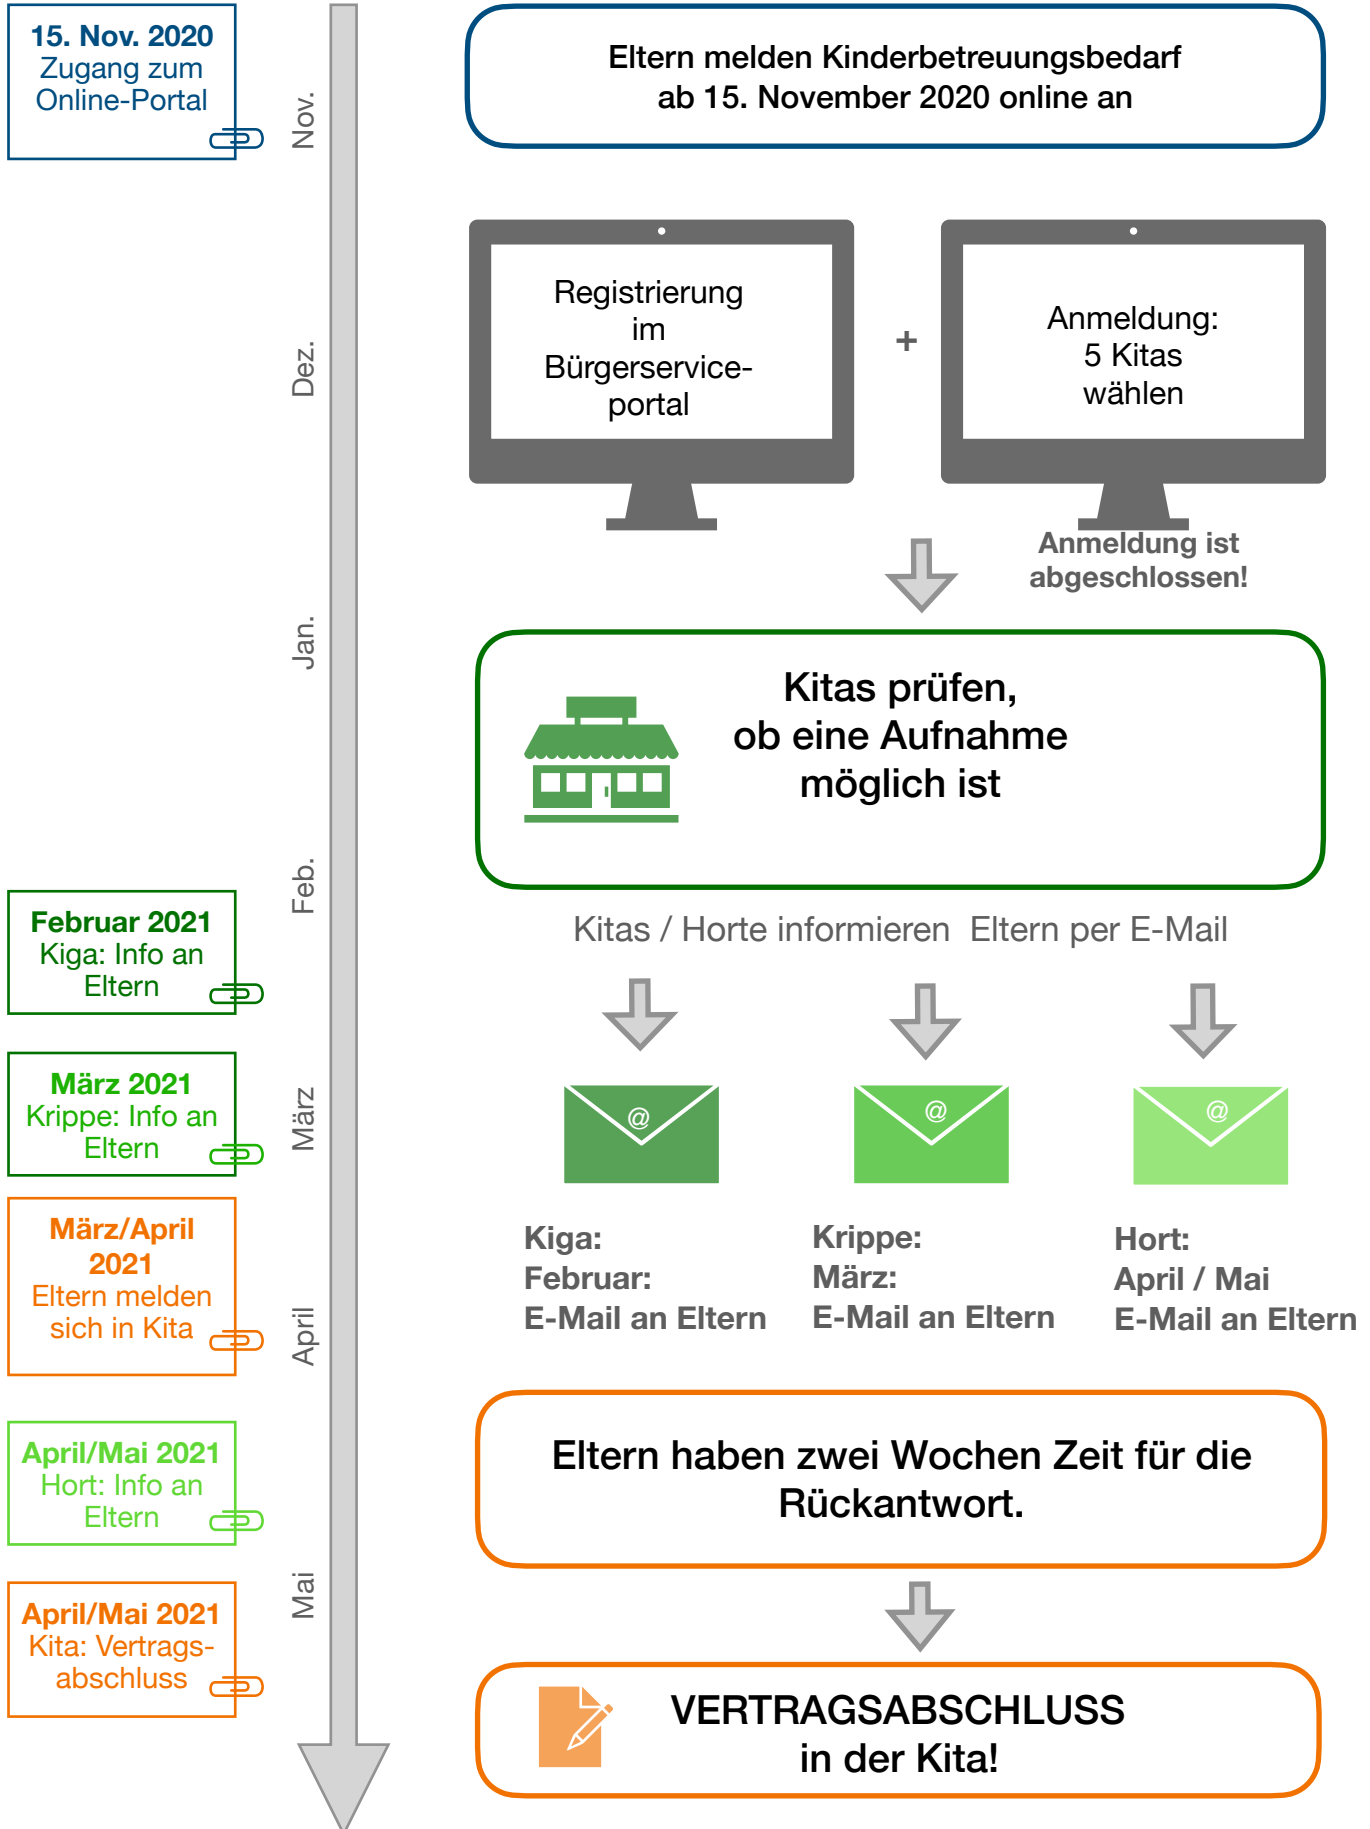 15. Nov. 2020
Zugang zum
Online-Portal
Nov.
Eltern melden Kinderbetreuungsbedarf
ab 15. November 2020 online an
Registrierung
im
Bürgerservice-
portal
+
Anmeldung:
5 Kitas
wählen
Dez.
Anmeldung ist
abgeschlossen!
Jan.
Kitas prüfen,
ob eine Aufnahme
möglich ist
Feb.
Februar 2021
Kiga: Info an
Eltern
Kitas / Horte informieren Eltern per E-Mail
März 2021
Krippe: Info an
Eltern
März
@
@
@
März/April
2021
Eltern melden
sich in Kita
April
Kiga:
Februar:
E-Mail an Eltern
Krippe:
März:
E-Mail an Eltern
Hort:
April / Mai
E-Mail an Eltern
April/Mai 2021
Hort: Info an
Eltern
Eltern haben zwei Wochen Zeit für die
Rückantwort.
Mai
April/Mai 2021
Kita: Vertrags-
abschluss
VERTRAGSABSCHLUSS
in der Kita!